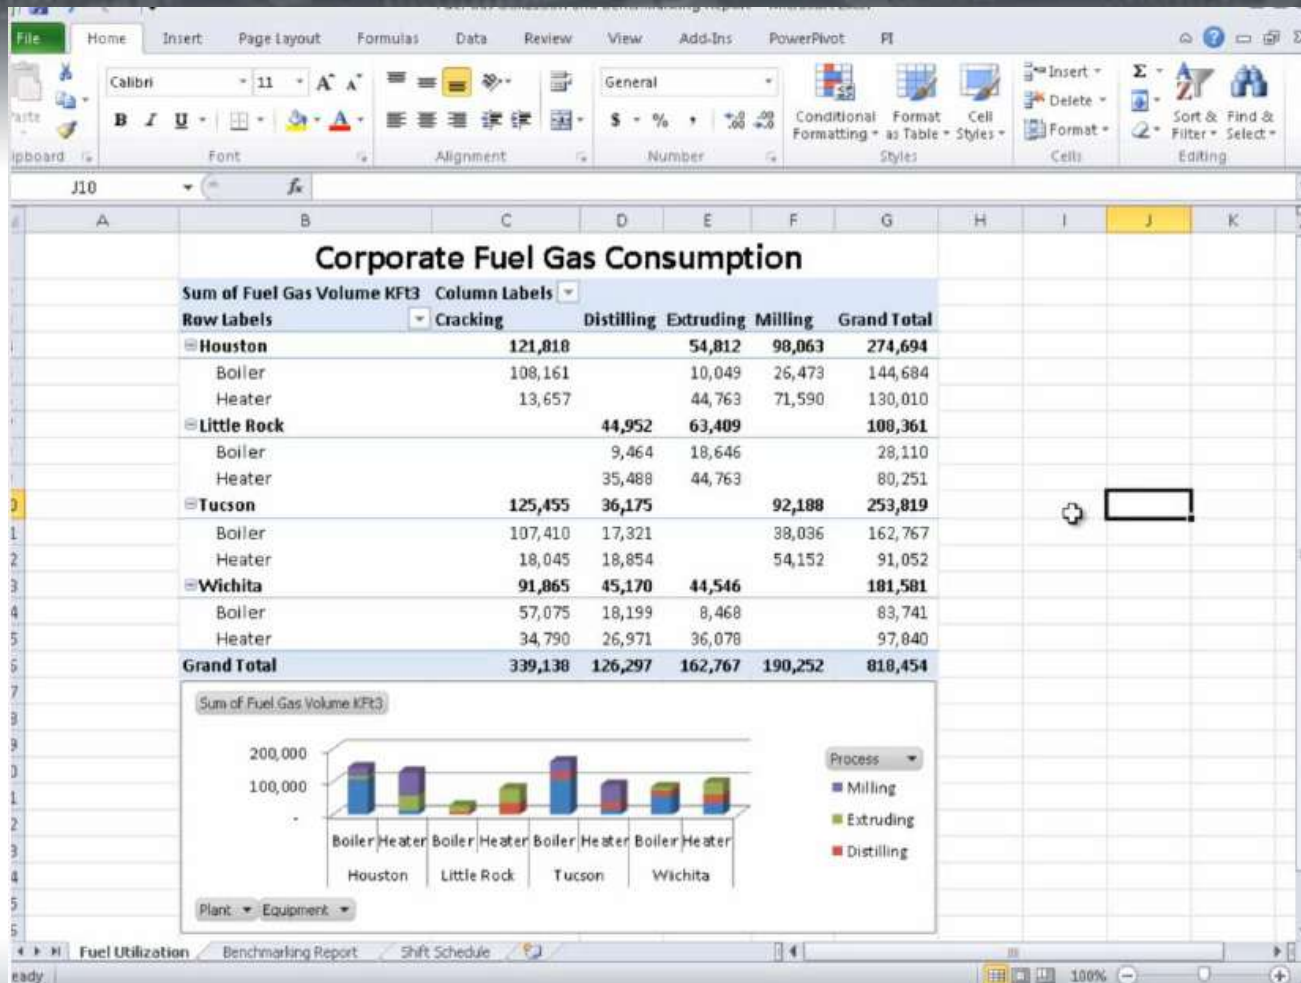 File Home Insert Page Layout Formulas Data Review View Add-Ins PowerPivot PI
Calibri 11 A A General Insert Σ
Delete
B I U A $ % , Conditional Format Cell Format Sort & Find &
Formatting as Table Styles Filter Select
Font Alignment Number Styles Cells Editing
J10 fx
A B C D E F G H I J K
Corporate Fuel Gas Consumption
Sum of Fuel Gas Volume KFt3 Column Labels
Row Labels Cracking Distilling Extruding Milling Grand Total
Houston 121,818 54,812 98,063 274,694
Boiler 108,161 10,049 26,473 144,684
Heater 13,657 44,763 71,590 130,010
Little Rock 44,952 63,409 108,361
Boiler 9,464 18,646 28,110
Heater 35,488 44,763 80,251
Tucson 125,455 36,175 92,188 253,819
Boiler 107,410 17,321 38,036 162,767
Heater 18,045 18,854 54,152 91,052
Wichita 91,865 45,170 44,546 181,581
Boiler 57,075 18,199 8,468 83,741
Heater 34,790 26,971 36,078 97,840
Grand Total 339,138 126,297 162,767 190,252 818,454
Sum of Fuel Gas Volume KFt3
200,000
100,000
-
Process
Milling
Extruding
Distilling
Boiler Heater Boiler Heater Boiler Heater Boiler Heater
Houston Little Rock Tucson Wichita
Plant Equipment
Fuel Utilization Benchmarking Report Shift Schedule
eady 100%